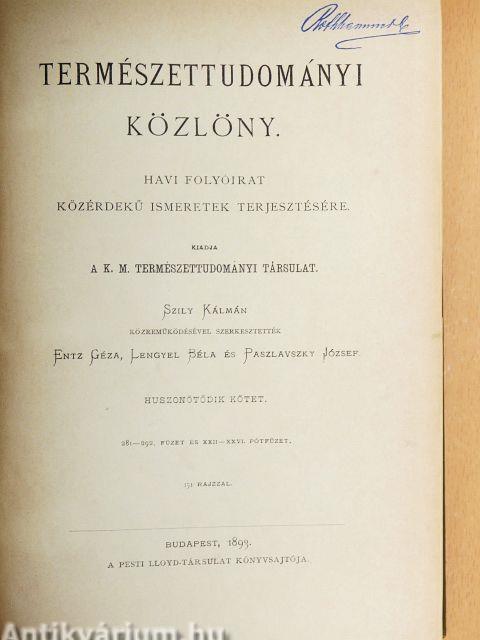 TERMÉSZETTUDOMÁNYI
KÖZLÖNY.
HAVI FOLYÓIRAT
KÖZÉRDEKŰ ISMERETEK TERJESZTÉSÉRE.
KIADJA
A K. M. TERMÉSZETTUDOMÁNYI TÁRSULAT.
SZILY KÁLMÁN
KÖZREMŰKÖDÉSÉVEL SZERKESZTETTÉK
ENTZ GÉZA, LENGYEL BÉLA ÉS PASZLAVSZKY JÓZSEF.
HUSZONÖTÖDIK KÖTET.
281—292. FÜZET ÉS XXII—XXVI. PÓTFÜZET.
151 RAJZZAL.
BUDAPEST, 1893.
A PESTI LLOYD-TÁRSULAT KÖNYVSAJTÓJA.
Antikvárium.hu